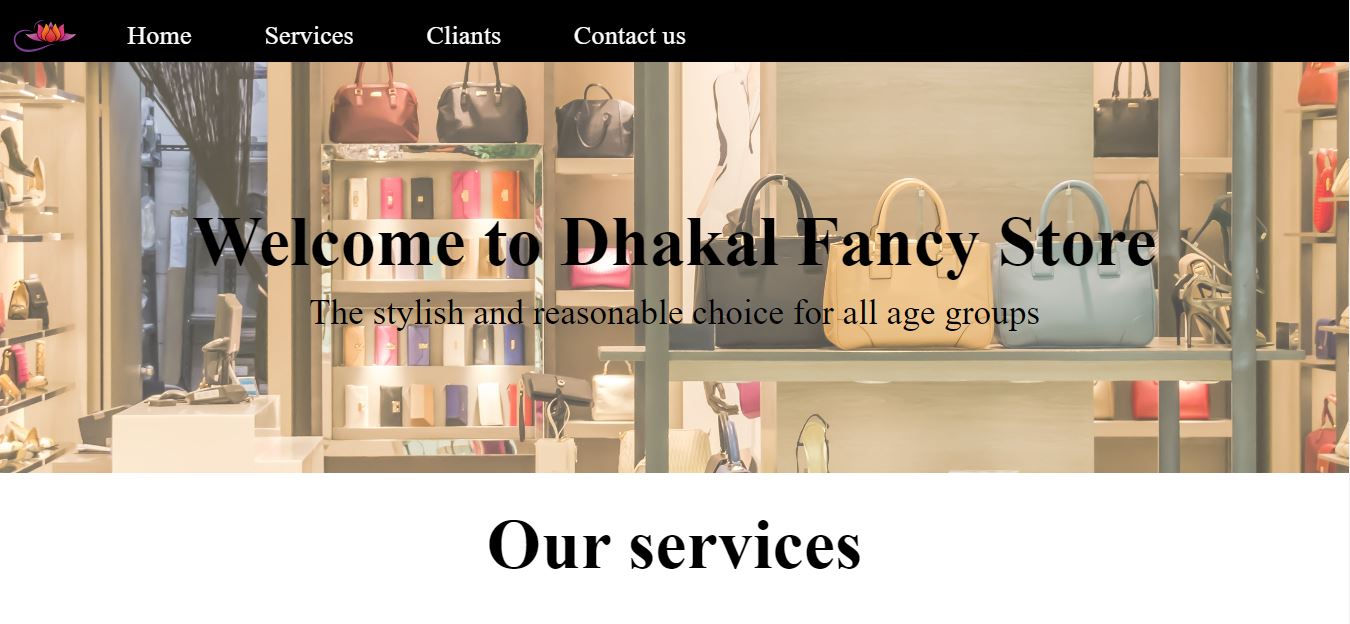 Home Services Cliants Contact us
Welcome to Dhakal Fancy Store
The stylish and reasonable choice for all age groups
Our services